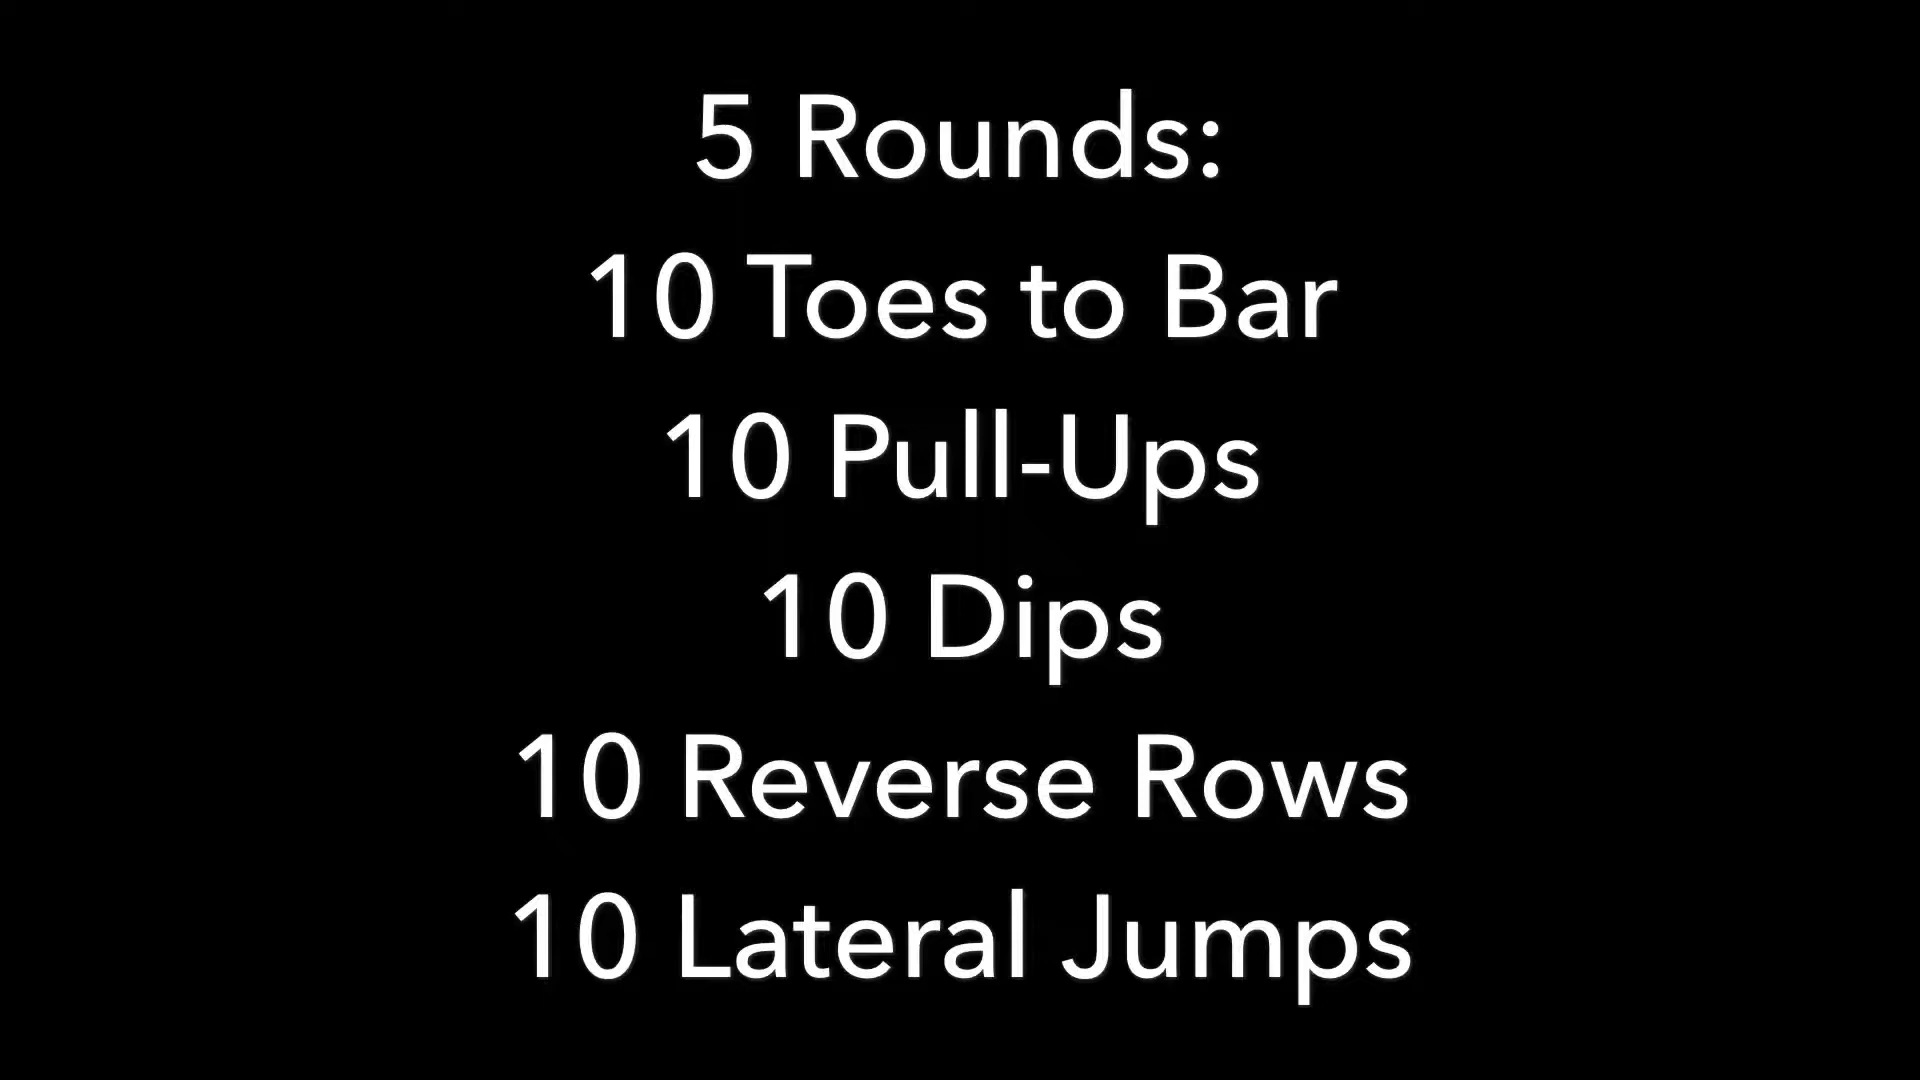 5 Rounds:
10 Toes to Bar
10 Pull-Ups
10 Dips
10 Reverse Rows
10 Lateral Jumps